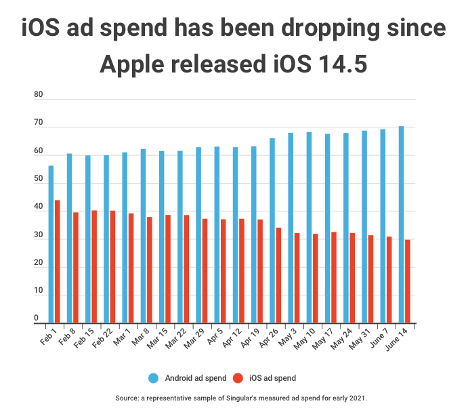 iOS ad spend has been dropping since
Apple released iOS 14.5
80
70
60
50
40
30
20
10
0
Feb 1
Feb 8
Feb 15
Feb 22
Mar 1
Mar 8
Mar 15
Mar 22
Mar 29
Apr 5
Apr 12
Apr 19
Apr 26
May 3
May 10
May 17
May 24
May 31
June 7
June 14
Android ad spend iOS ad spend
Source: a representative sample of Singular's measured ad spend for early 2021.